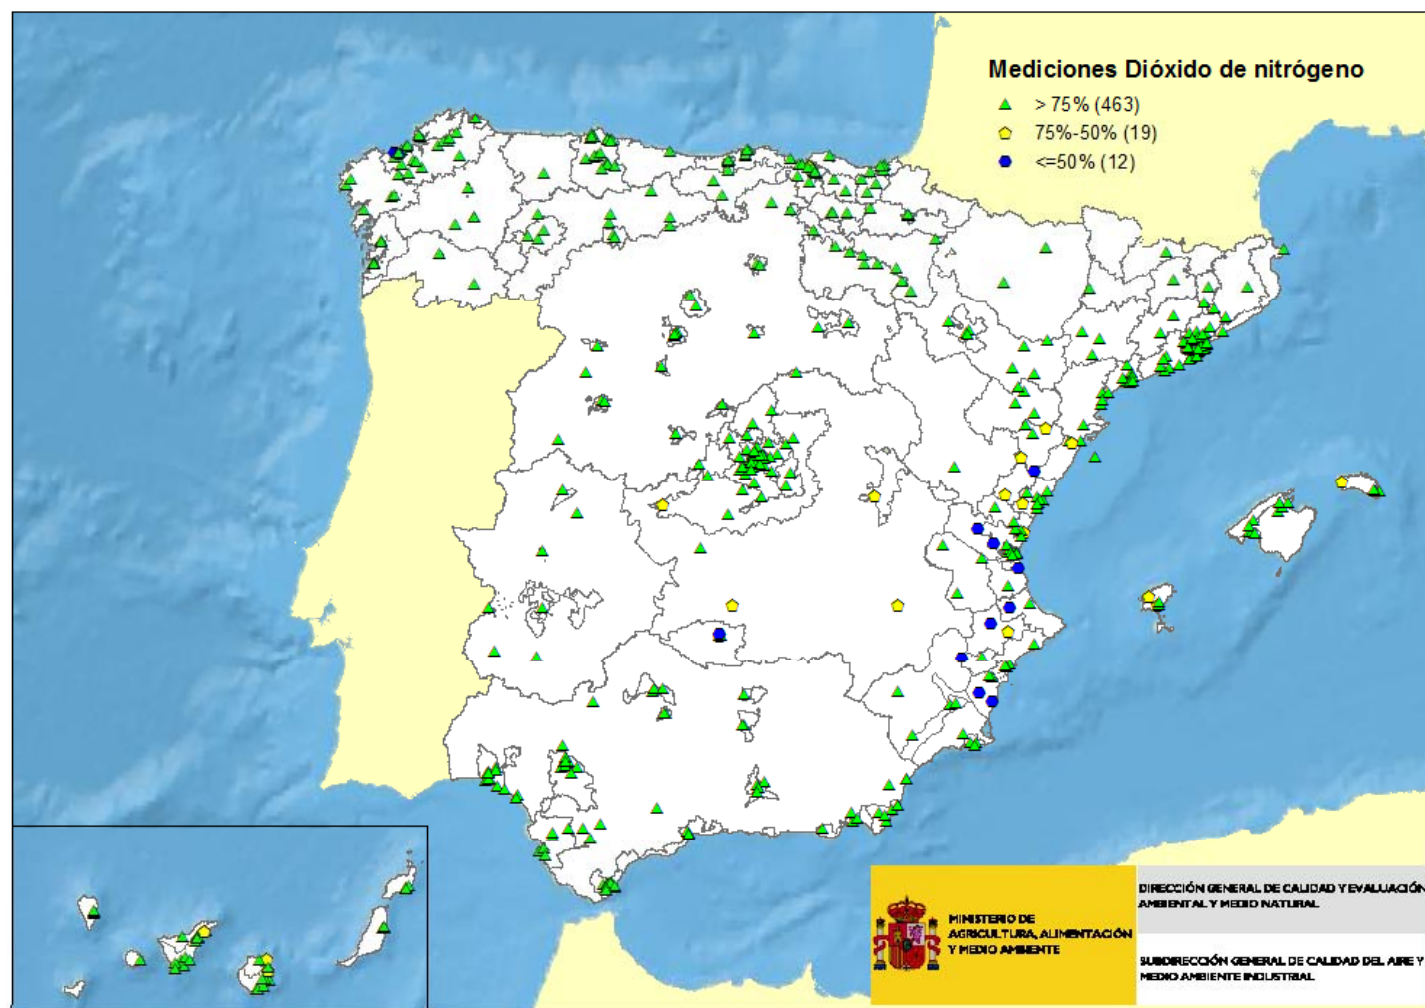 Mediciones Dióxido de nitrógeno
> 75% (463)
75%-50% (19)
<=50% (12)
MINISTERIO DE
AGRICULTURA, ALIMENTACIÓN
Y MEDIO AMBIENTE
DIRECCIÓN GENERAL DE CALIDAD Y EVALUACIÓN
AMBIENTAL Y MEDIO NATURAL
SUBDIRECCIÓN GENERAL DE CALIDAD DEL AIRE Y
MEDIO AMBIENTE INDUSTRIAL